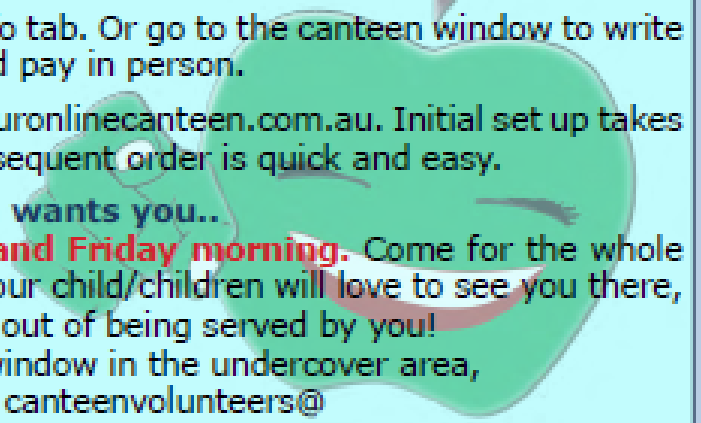 o tab. Or go to the canteen window to write
d pay in person.
uronlinecanteen.com.au. Initial set up takes
sequent order is quick and easy.
wants you..
and Friday morning. Come for the whole
our child/children will love to see you there,
out of being served by you!
window in the undercover area,
canteenvolunteers@